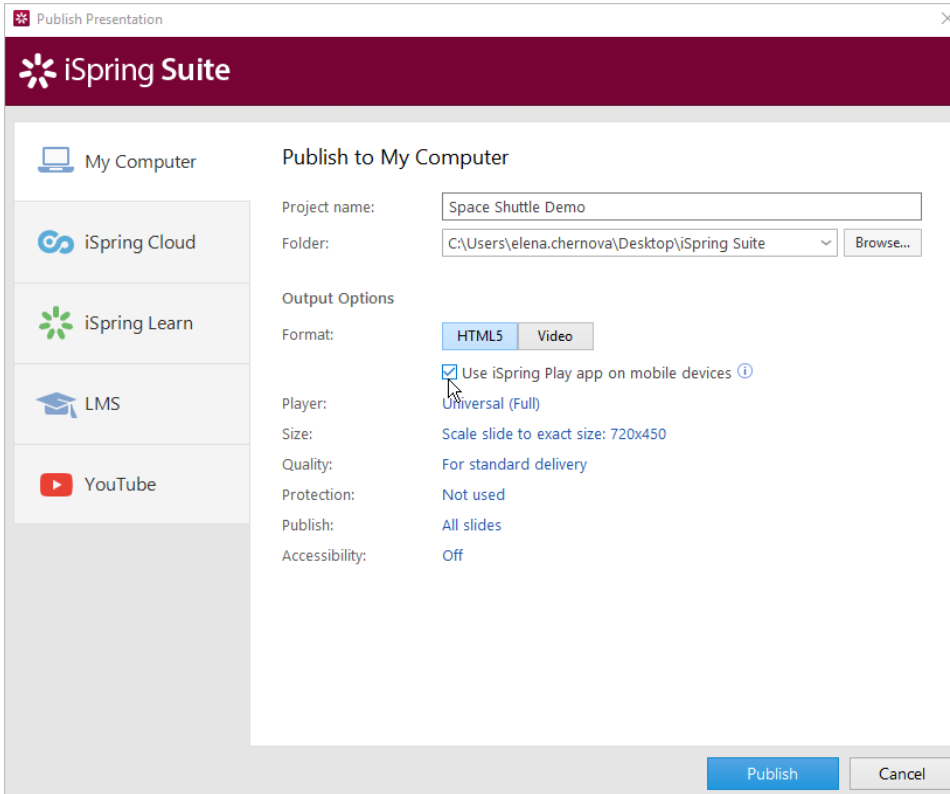 Publish Presentation
iSpring Suite
My Computer
iSpring Cloud
iSpring Learn
LMS
YouTube
Publish to My Computer
Project name: Space Shuttle Demo
Folder: C:\Users\elena.chernova\Desktop\iSpring Suite Browse...
Output Options
Format: HTML5 Video
Use iSpring Play app on mobile devices
Player: Universal (Full)
Size: Scale slide to exact size: 720x450
Quality: For standard delivery
Protection: Not used
Publish: All slides
Accessibility: Off
Publish Cancel